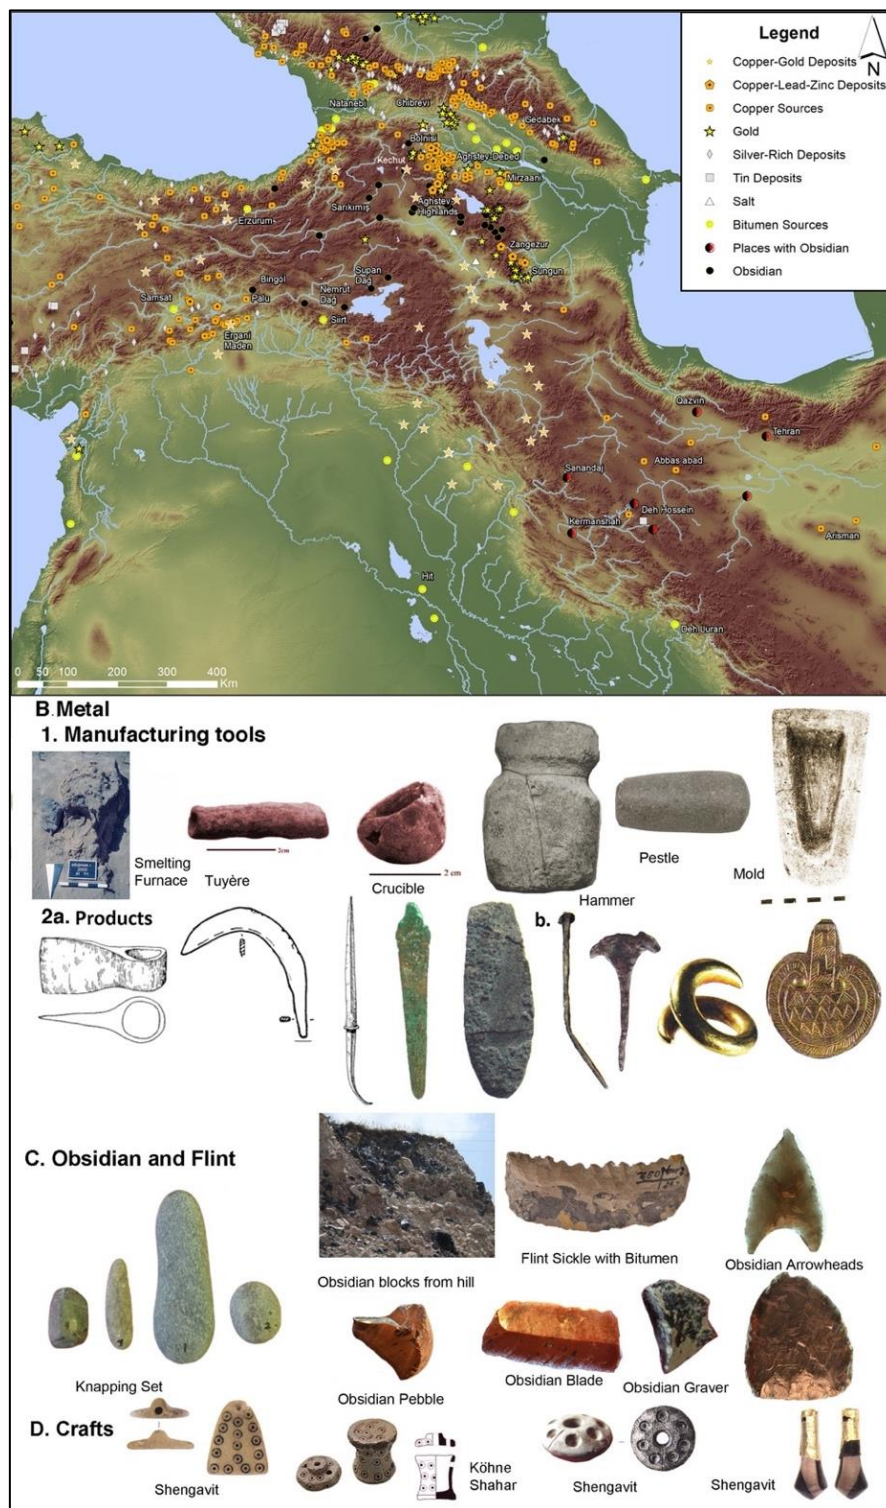 Legend
N
Copper-Gold Deposits
Copper-Lead-Zinc Deposits
Copper Sources
Gold
Silver-Rich Deposits
Tin Deposits
Salt
Bitumen Sources
Places with Obsidian
Obsidian
Natanebi
Chibrevi
Gecabek
Bolnisi
Kechut
Aghstev-Debed
Mirzaani
Sarıkımış
Aghstev
Highlands
Erzurum
Zangezur
Sungun
Supan
Dağ
Bingöl
Nemrut
Dağ
Samsat
Palu
Siirt
Ergani
Maden
Qazvin
Tehran
Abbas abad
Sanandaj
Deh Hossein
Kermanshah
Arisman
Hit
Deh Luran
0 50 100 200 300 400
Km
B. Metal
1. Manufacturing tools
Smelting
Furnace
2cm
Tuyère
2 cm
Crucible
Hammer
Pestle
Mold
2a. Products
b.
C. Obsidian and Flint
Obsidian blocks from hill
Flint Sickle with Bitumen
Obsidian Arrowheads
1
2
Knapping Set
Obsidian Pebble
Obsidian Blade
Obsidian Graver
D. Crafts
Shengavit
Köhne
Shahar
Shengavit
Shengavit